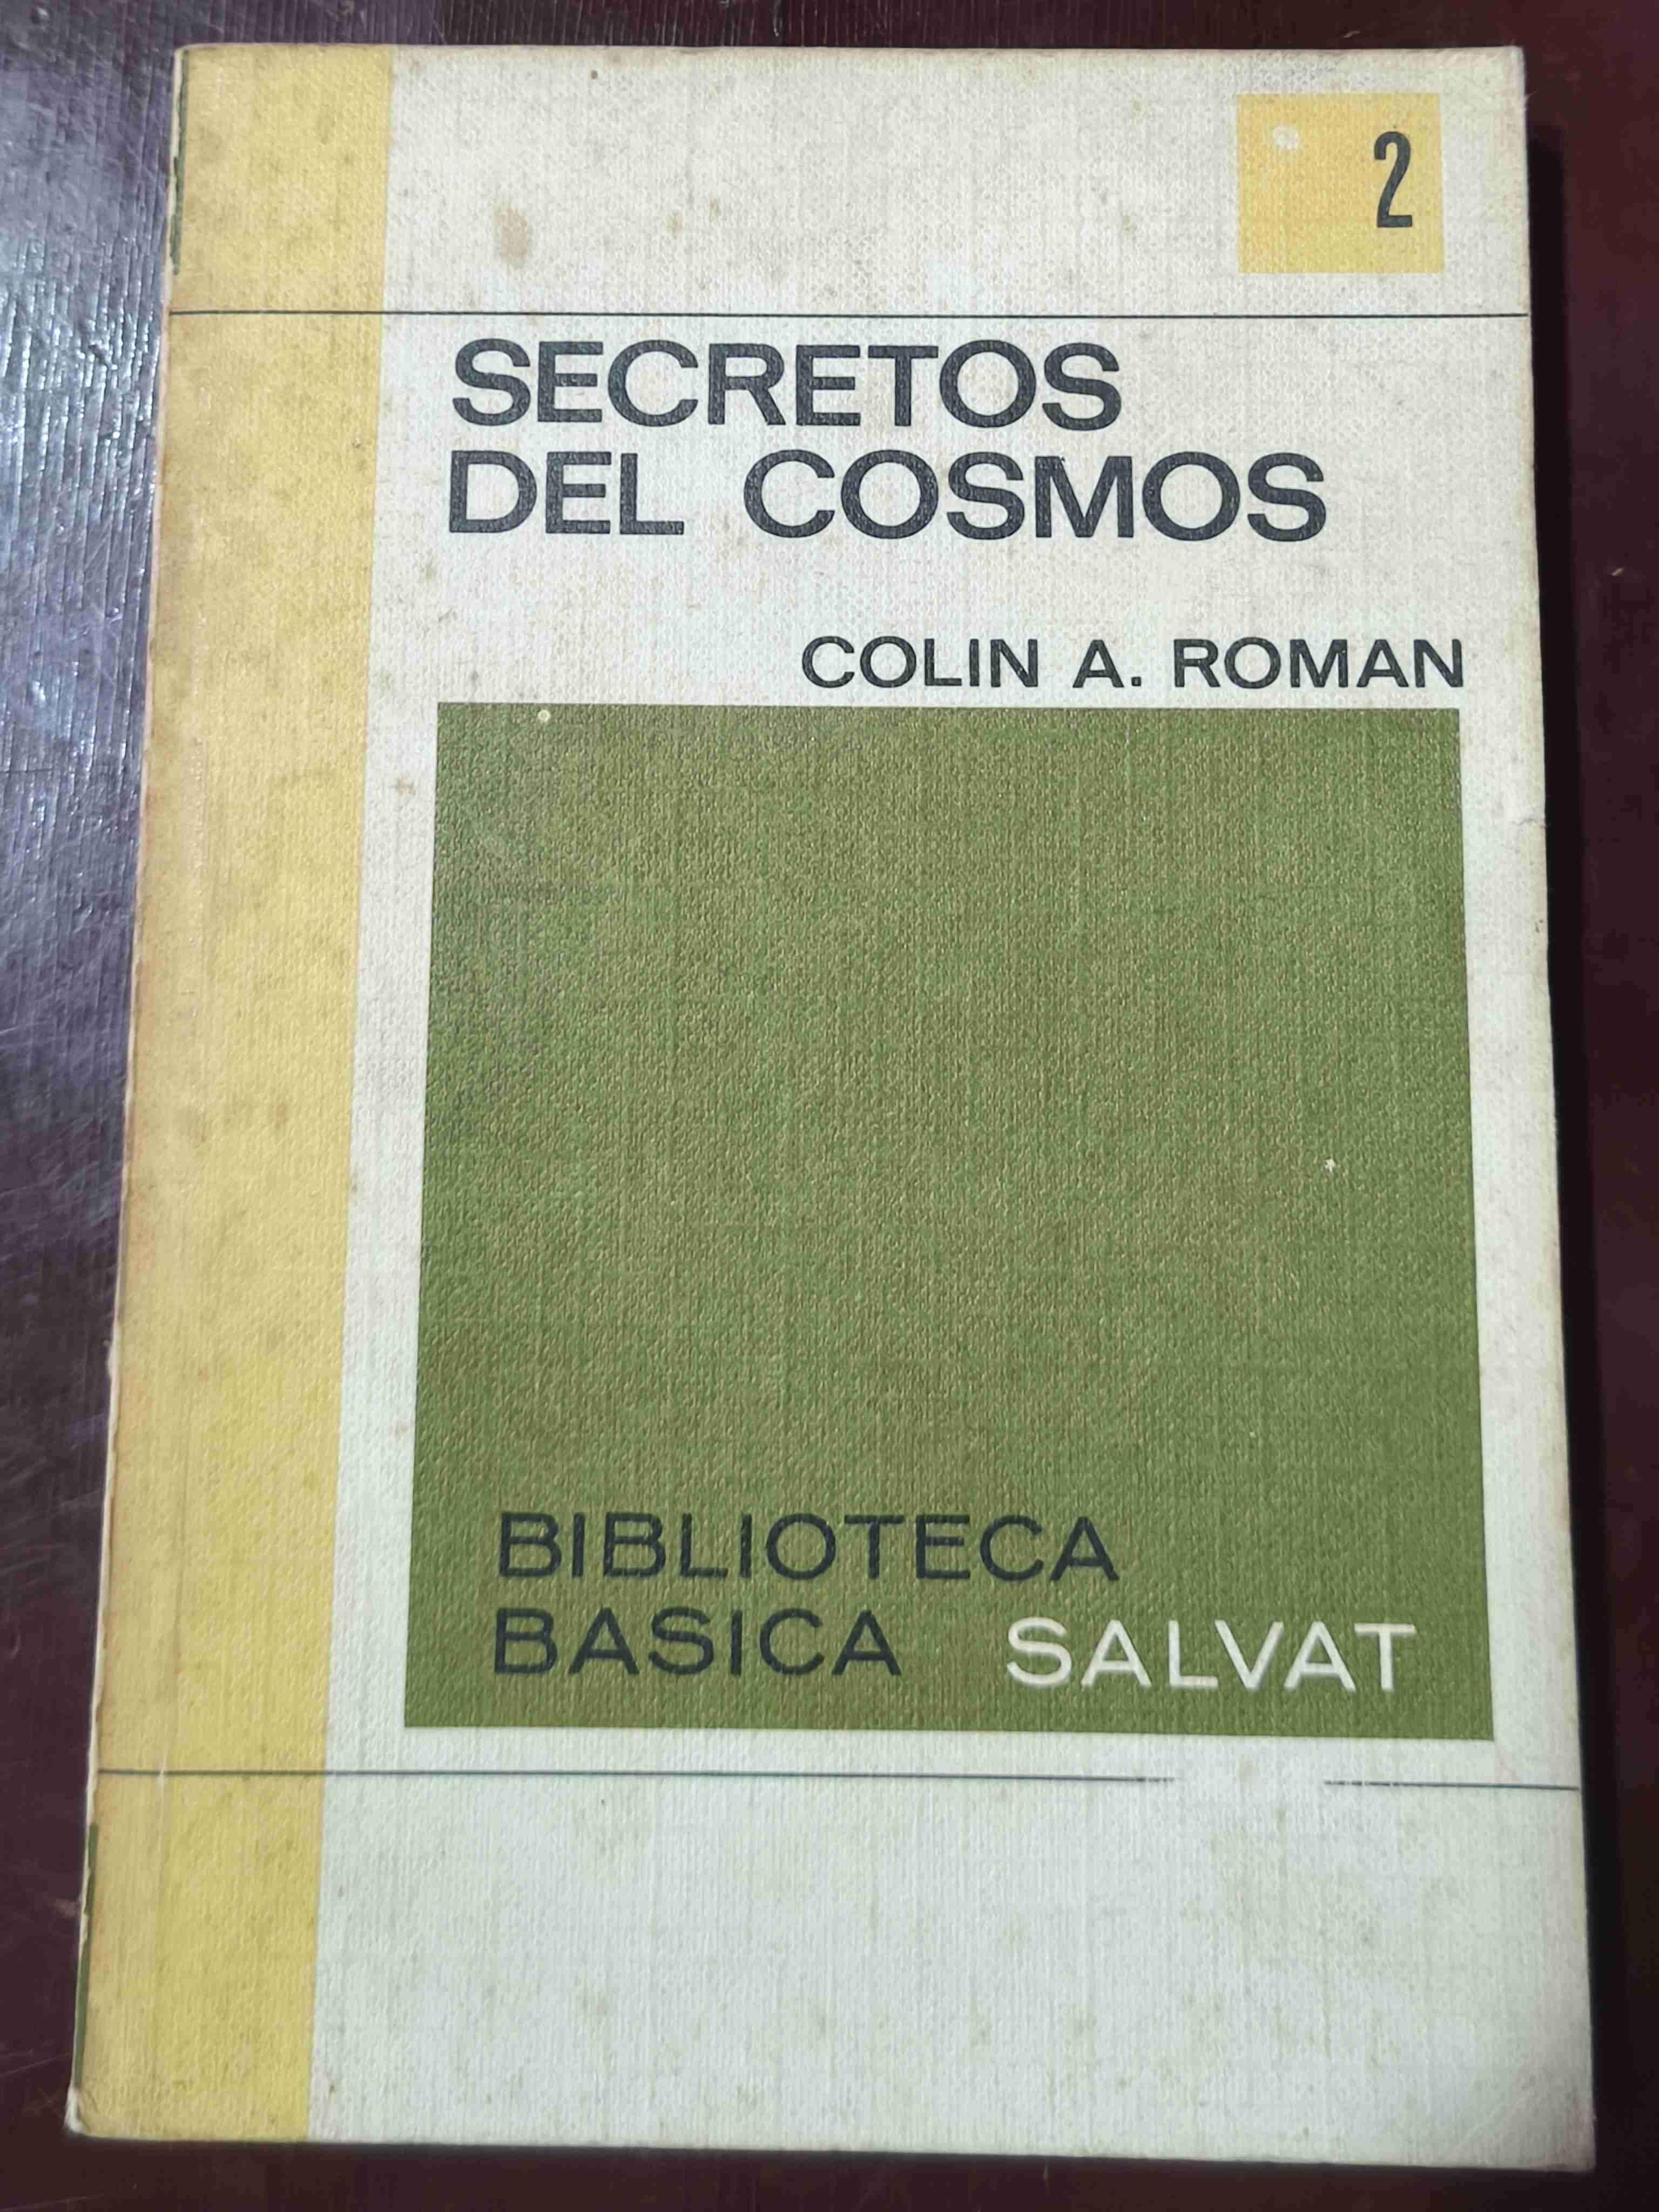 2
SECRETOS
DEL COSMOS
COLIN A. ROMAN
BIBLIOTECA
BASICA SALVAT